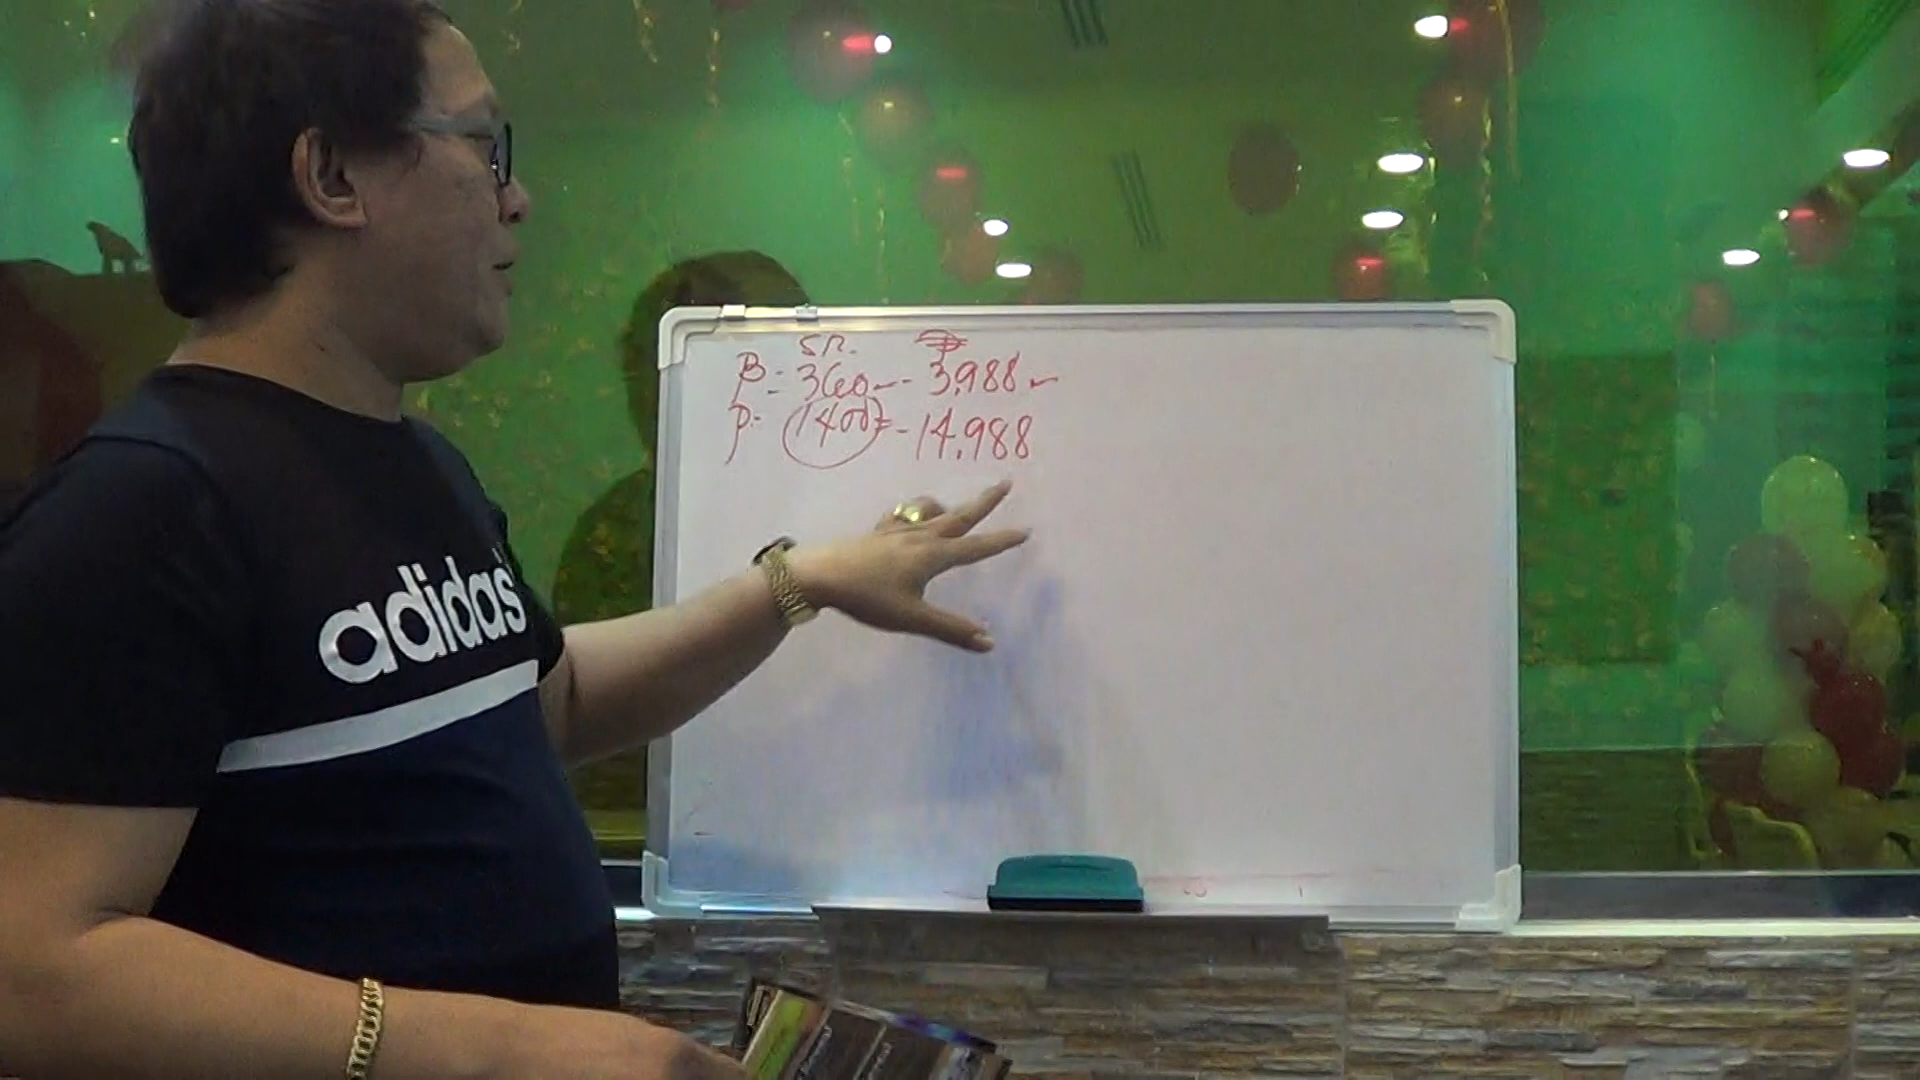 SR. ₱
B = 360 - 3,988
P = 1400 - 14,988
adidas